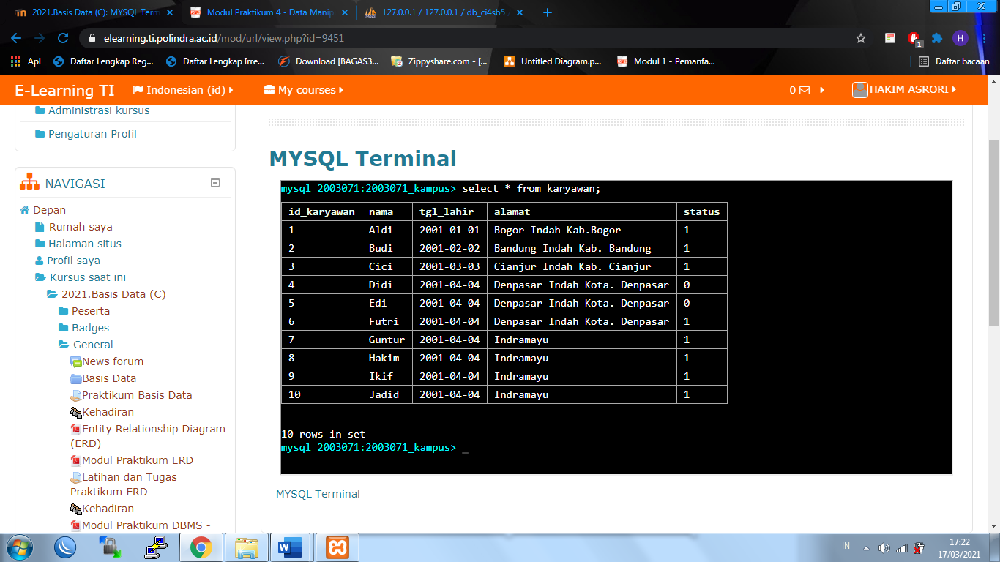 2021.Basis Data (C): MYSQL Term
Modul Praktikum 4 - Data Manip
127.0.0.1 / 127.0.0.1 / db_ci4sb5
elearning.ti.polindra.ac.id/mod/url/view.php?id=9451
H
1
Apl
Daftar Lengkap Reg...
Daftar Lengkap Irre...
Download [BAGAS3...
Zippyshare.com - [...
Untitled Diagram.p...
Modul 1 - Pemanfa...
Daftar bacaan
E-Learning TI
Indonesian (id)
My courses
0
HAKIM ASRORI
Administrasi kursus
Pengaturan Profil
NAVIGASI
Depan
Rumah saya
Halaman situs
Profil saya
Kursus saat ini
2021.Basis Data (C)
Peserta
Badges
General
News forum
Basis Data
Praktikum Basis Data
Kehadiran
Entity Relationship Diagram
(ERD)
Modul Praktikum ERD
Latihan dan Tugas
Praktikum ERD
Kehadiran
Modul Praktikum DBMS -
MYSQL Terminal
mysql 2003071:2003071_kampus> select * from karyawan;
id_karyawan nama tgl_lahir alamat status
1 Aldi 2001-01-01 Bogor Indah Kab.Bogor 1
2 Budi 2001-02-02 Bandung Indah Kab. Bandung 1
3 Cici 2001-03-03 Cianjur Indah Kab. Cianjur 1
4 Didi 2001-04-04 Denpasar Indah Kota. Denpasar 0
5 Edi 2001-04-04 Denpasar Indah Kota. Denpasar 0
6 Futri 2001-04-04 Denpasar Indah Kota. Denpasar 1
7 Guntur 2001-04-04 Indramayu 1
8 Hakim 2001-04-04 Indramayu 1
9 Ikif 2001-04-04 Indramayu 1
10 Jadid 2001-04-04 Indramayu 1
10 rows in set
mysql 2003071:2003071_kampus> _
MYSQL Terminal
IN
17:22
17/03/2021